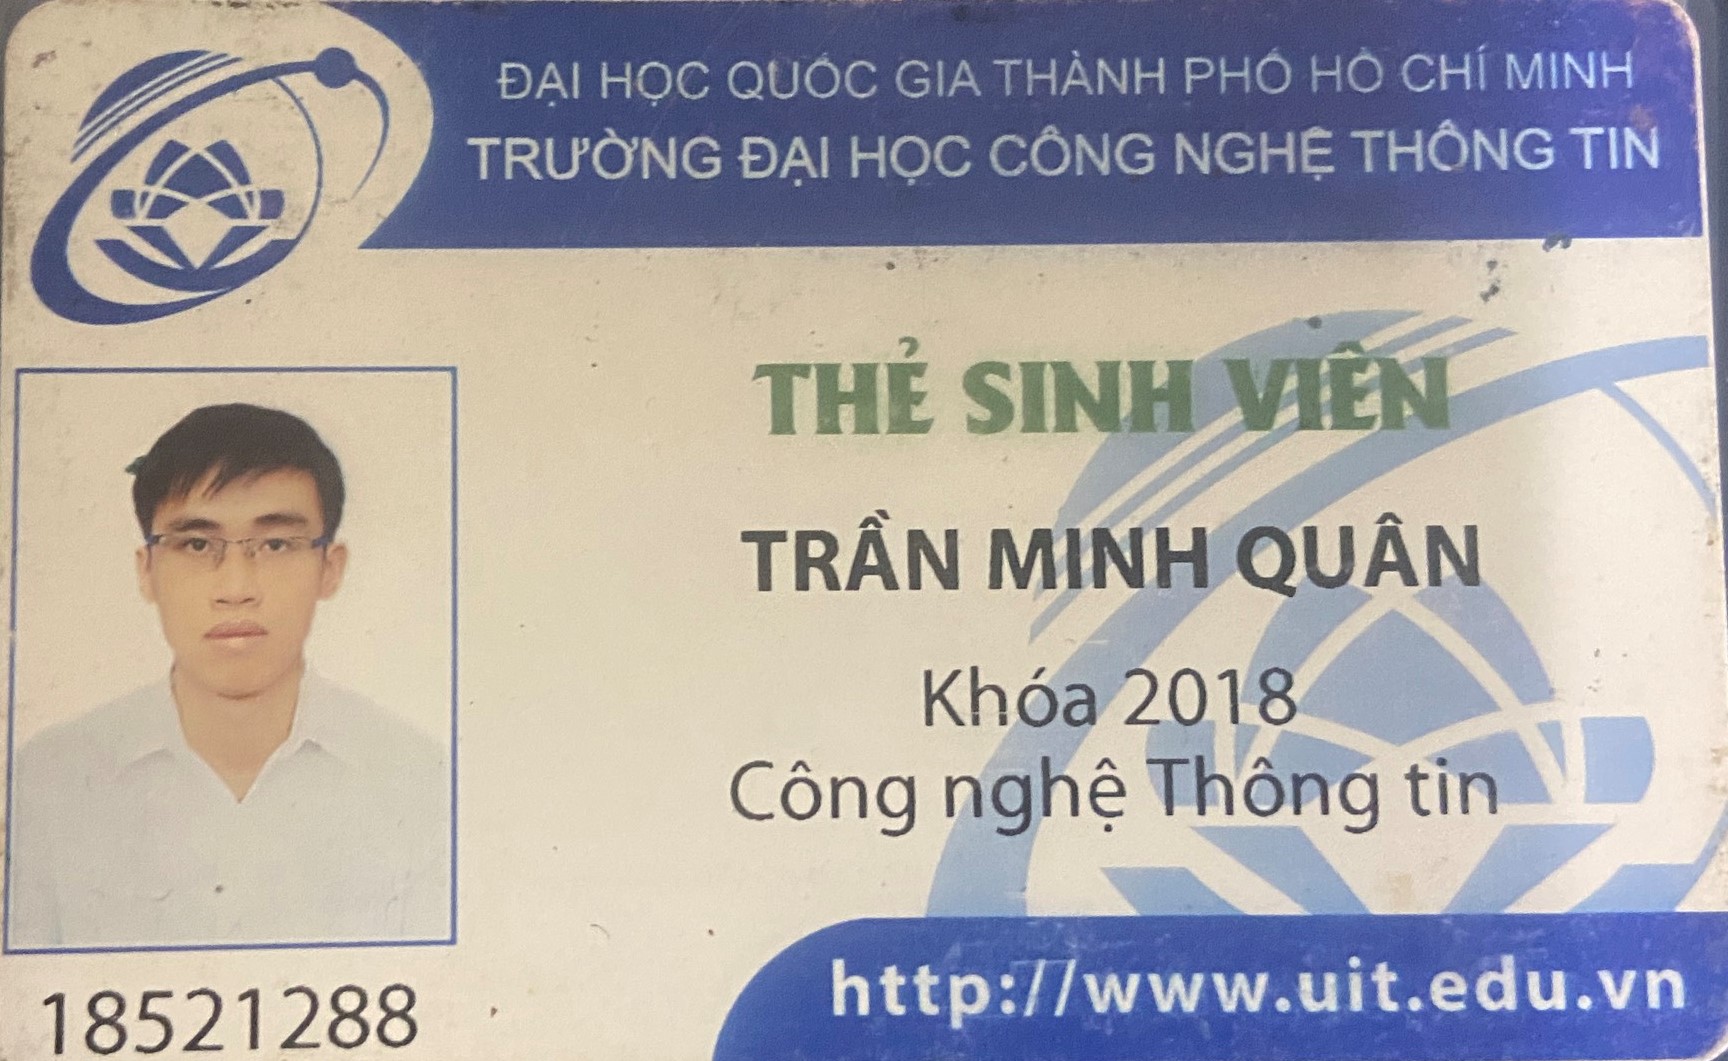 ĐẠI HỌC QUỐC GIA THÀNH PHỐ HỒ CHÍ MINH
TRƯỜNG ĐẠI HỌC CÔNG NGHỆ THÔNG TIN
THẺ SINH VIÊN
TRẦN MINH QUÂN
Khóa 2018
Công nghệ Thông tin
18521288
http://www.uit.edu.vn